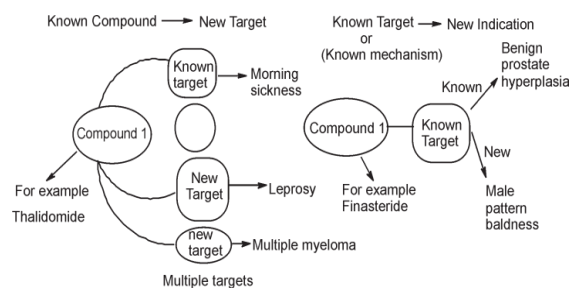 Known Compound → New Target
Known
target
Morning
sickness
Compound 1
For example
Thalidomide
New
Target
Leprosy
new
target
Multiple myeloma
Multiple targets
Known Target → New Indication
or
(Known mechanism)
Benign
prostate
hyperplasia
Known
Compound 1
Known
Target
New
For example
Finasteride
Male
pattern
baldness